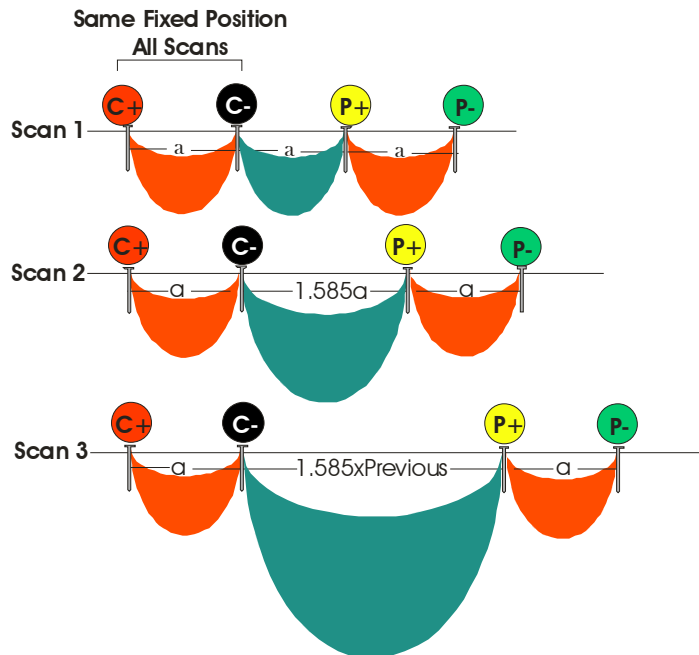 Same Fixed Position
All Scans
C+ C- P+ P-
Scan 1
a a a
C+ C- P+ P-
Scan 2
a 1.585a a
C+ C- P+ P-
Scan 3
a 1.585xPrevious a